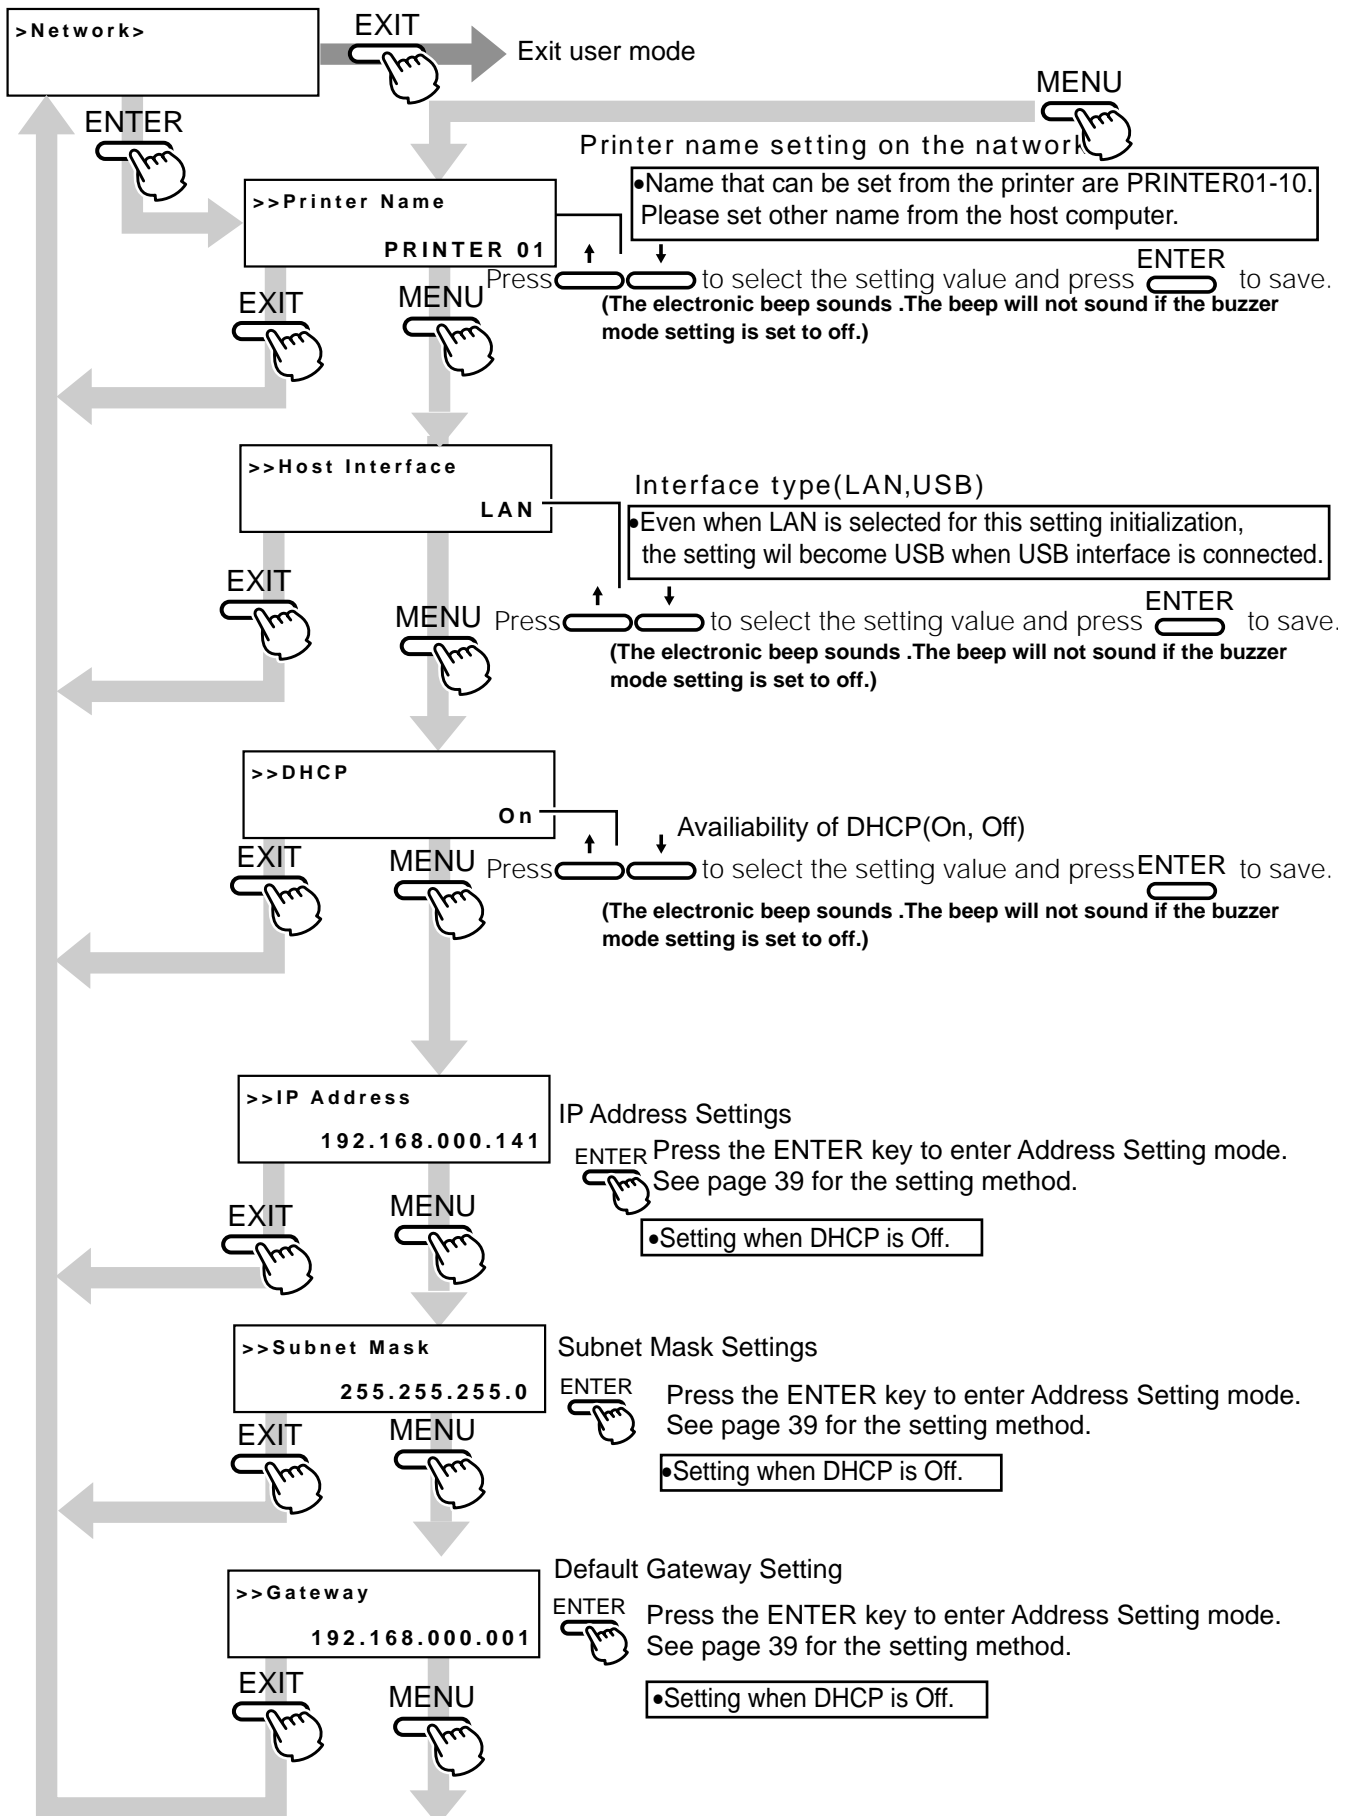 >Network>
EXIT
Exit user mode
MENU
ENTER
Printer name setting on the natwork
>>Printer Name
PRINTER 01
•Name that can be set from the printer are PRINTER01-10.
Please set other name from the host computer.
Press to select the setting value and press ENTER to save.
(The electronic beep sounds .The beep will not sound if the buzzer
mode setting is set to off.)
EXIT
MENU
>>Host Interface
LAN
Interface type(LAN,USB)
•Even when LAN is selected for this setting initialization,
the setting wil become USB when USB interface is connected.
EXIT
MENU
Press to select the setting value and press ENTER to save.
(The electronic beep sounds .The beep will not sound if the buzzer
mode setting is set to off.)
>>DHCP
On
Availiability of DHCP(On, Off)
EXIT
MENU
Press to select the setting value and press ENTER to save.
(The electronic beep sounds .The beep will not sound if the buzzer
mode setting is set to off.)
>>IP Address
192.168.000.141
IP Address Settings
ENTER
Press the ENTER key to enter Address Setting mode.
See page 39 for the setting method.
•Setting when DHCP is Off.
EXIT
MENU
>>Subnet Mask
255.255.255.0
Subnet Mask Settings
ENTER
Press the ENTER key to enter Address Setting mode.
See page 39 for the setting method.
•Setting when DHCP is Off.
EXIT
MENU
>>Gateway
192.168.000.001
Default Gateway Setting
ENTER
Press the ENTER key to enter Address Setting mode.
See page 39 for the setting method.
•Setting when DHCP is Off.
EXIT
MENU